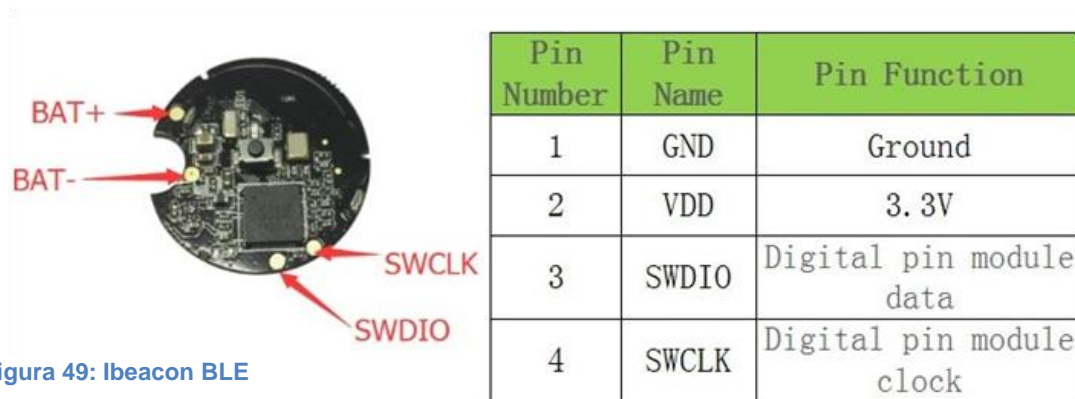 BAT+
BAT-
SWCLK
SWDIO
igura 49: Ibeacon BLE
Pin Number Pin Name Pin Function
1 GND Ground
2 VDD 3.3V
3 SWDIO Digital pin module data
4 SWCLK Digital pin module clock